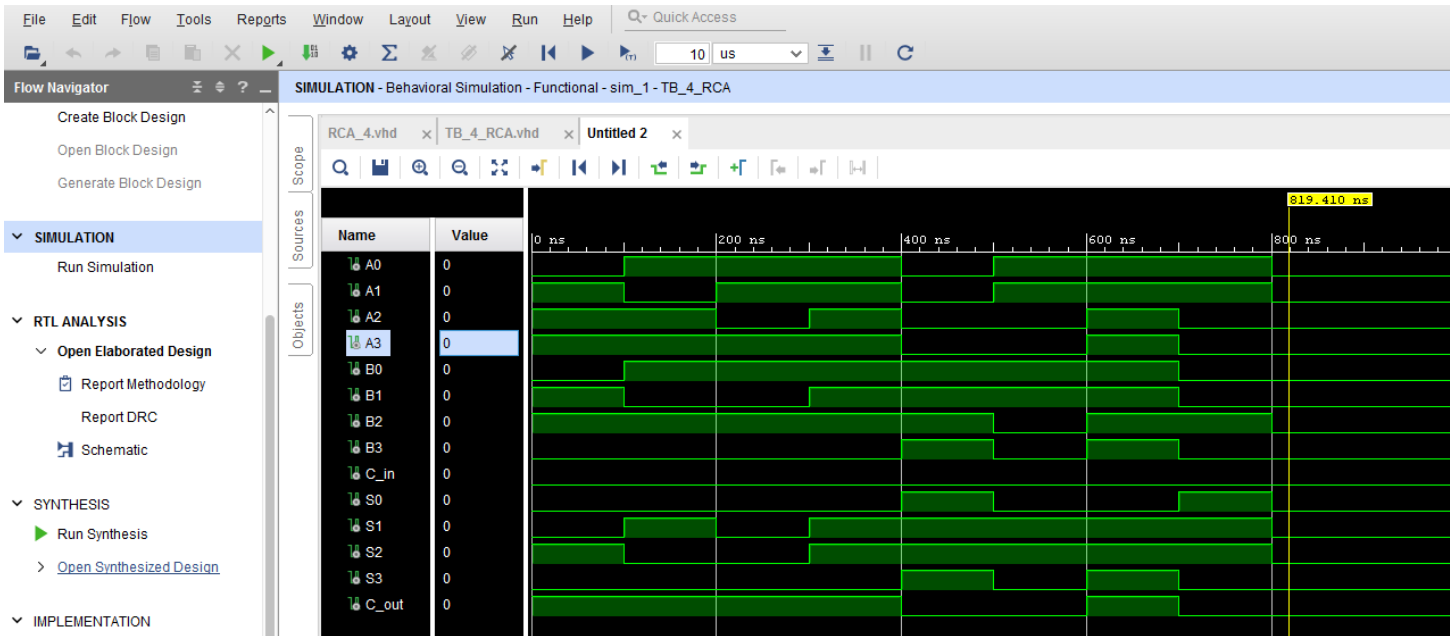 File Edit Flow Tools Reports Window Layout View Run Help Quick Access
10 us
Flow Navigator
SIMULATION - Behavioral Simulation - Functional - sim_1 - TB_4_RCA
Create Block Design
Open Block Design
Generate Block Design
SIMULATION
Run Simulation
RTL ANALYSIS
Open Elaborated Design
Report Methodology
Report DRC
Schematic
SYNTHESIS
Run Synthesis
Open Synthesized Design
IMPLEMENTATION
Scope
Sources
Objects
RCA_4.vhd TB_4_RCA.vhd Untitled 2
819.410 ns
Name Value 0 ns 200 ns 400 ns 600 ns 800 ns
A0 0
A1 0
A2 0
A3 0
B0 0
B1 0
B2 0
B3 0
C_in 0
S0 0
S1 0
S2 0
S3 0
C_out 0